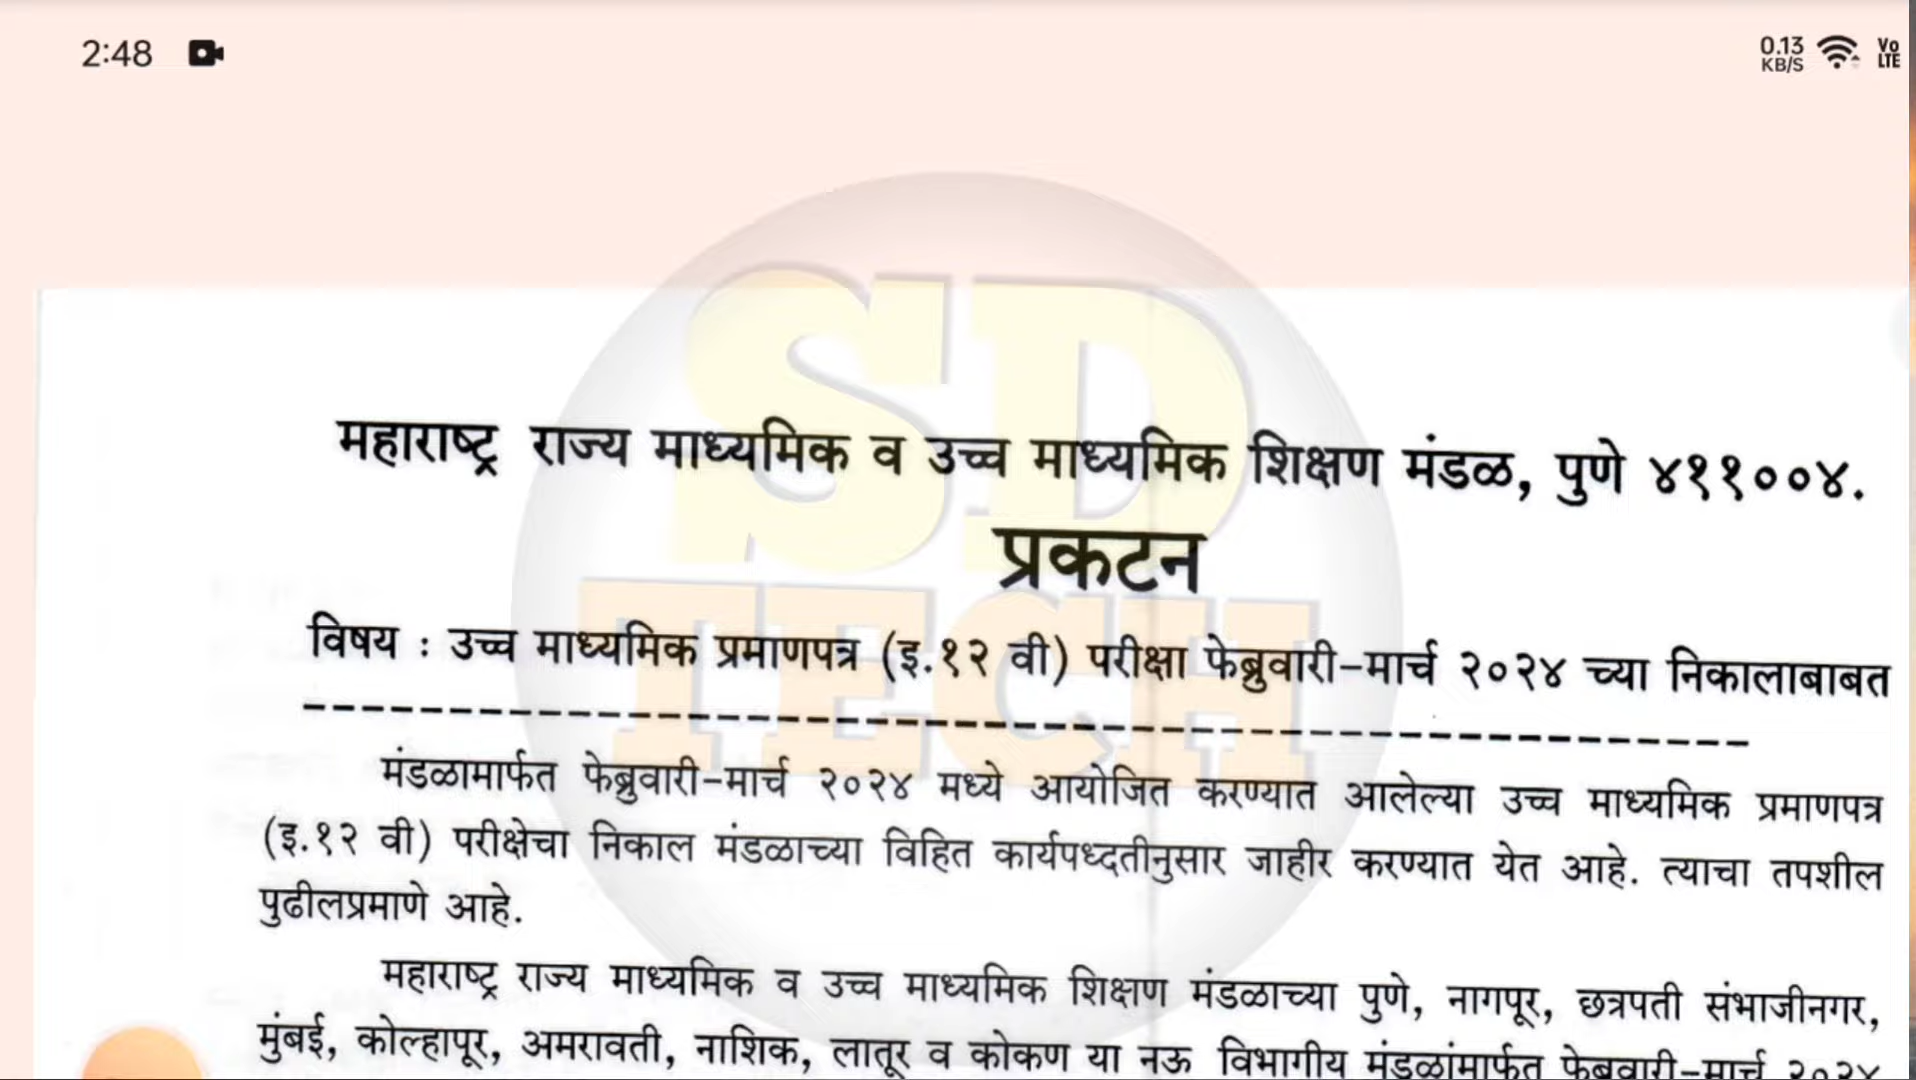 2:48
0.13 KB/S
Vo LTE
SD
TECH
महाराष्ट्र राज्य माध्यमिक व उच्च माध्यमिक शिक्षण मंडळ, पुणे ४११००४.
प्रकटन
विषय : उच्च माध्यमिक प्रमाणपत्र (इ.१२ वी) परीक्षा फेब्रुवारी-मार्च २०२४ च्या निकालाबाबत
मंडळामार्फत फेब्रुवारी-मार्च २०२४ मध्ये आयोजित करण्यात आलेल्या उच्च माध्यमिक प्रमाणपत्र
(इ.१२ वी) परीक्षेचा निकाल मंडळाच्या विहित कार्यपध्दतीनुसार जाहीर करण्यात येत आहे. त्याचा तपशील
पुढीलप्रमाणे आहे.
महाराष्ट्र राज्य माध्यमिक व उच्च माध्यमिक शिक्षण मंडळाच्या पुणे, नागपूर, छत्रपती संभाजीनगर,
मुंबई, कोल्हापूर, अमरावती, नाशिक, लातूर व कोकण या नऊ विभागीय मंडळांमार्फत फेब्रुवारी-मार्च २०२४